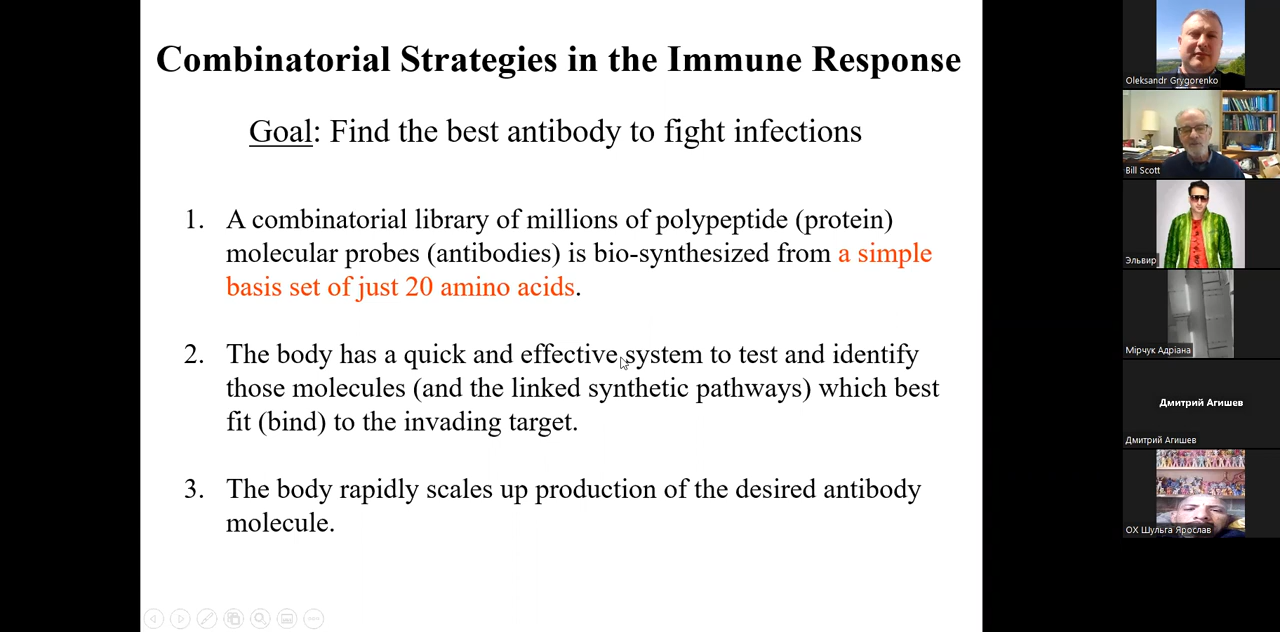 Combinatorial Strategies in the Immune Response
Goal: Find the best antibody to fight infections
1. A combinatorial library of millions of polypeptide (protein)
molecular probes (antibodies) is bio-synthesized from a simple
basis set of just 20 amino acids.
2. The body has a quick and effective system to test and identify
those molecules (and the linked synthetic pathways) which best
fit (bind) to the invading target.
3. The body rapidly scales up production of the desired antibody
molecule.
Oleksandr Grygorenko
Bill Scott
Эльвир
Мірчук Адріана
Дмитрий Агишев
Дмитрий Агишев
ОХ Шульга Ярослав